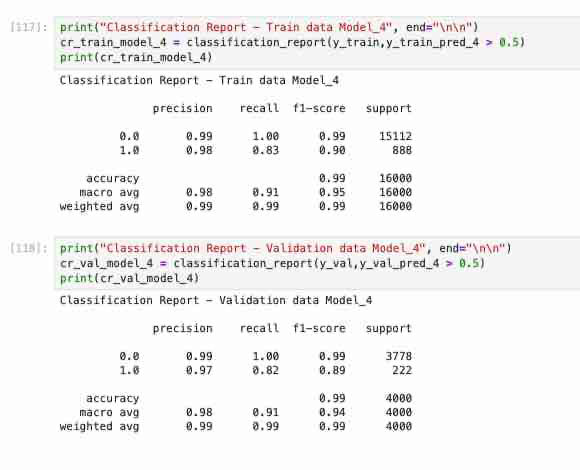 [117]: print("Classification Report – Train data Model_4", end="\n\n")
cr_train_model_4 = classification_report(y_train,y_train_pred_4 > 0.5)
print(cr_train_model_4)
Classification Report – Train data Model_4
precision recall f1-score support
0.0 0.99 1.00 0.99 15112
1.0 0.98 0.83 0.90 888
accuracy 0.99 16000
macro avg 0.98 0.91 0.95 16000
weighted avg 0.99 0.99 0.99 16000
[118]: print("Classification Report – Validation data Model_4", end="\n\n")
cr_val_model_4 = classification_report(y_val,y_val_pred_4 > 0.5)
print(cr_val_model_4)
Classification Report – Validation data Model_4
precision recall f1-score support
0.0 0.99 1.00 0.99 3778
1.0 0.97 0.82 0.89 222
accuracy 0.99 4000
macro avg 0.98 0.91 0.94 4000
weighted avg 0.99 0.99 0.99 4000